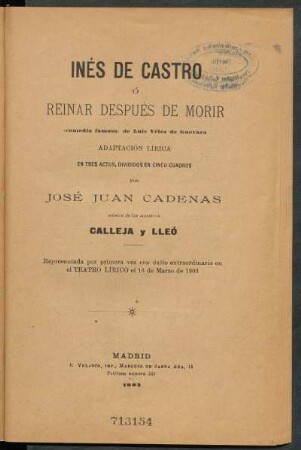 INÉS DE CASTRO
Ó
REINAR DESPUÉS DE MORIR
comedia famosa de Luis Vélez de Guevara
ADAPTACIÓN LÍRICA
EN TRES ACTOS, DIVIDIDOS EN CINCO CUADROS
POR
JOSÉ JUAN CADENAS
música de los maestros
CALLEJA y LLEÓ
Representada por primera vez con éxito extraordinario en
el TEATRO LÍRICO el 16 de Marzo de 1903
MADRID
R. VELASCO, IMP., MARQUÉS DE SANTA ANA, 11
Teléfono número 551
1903
713154